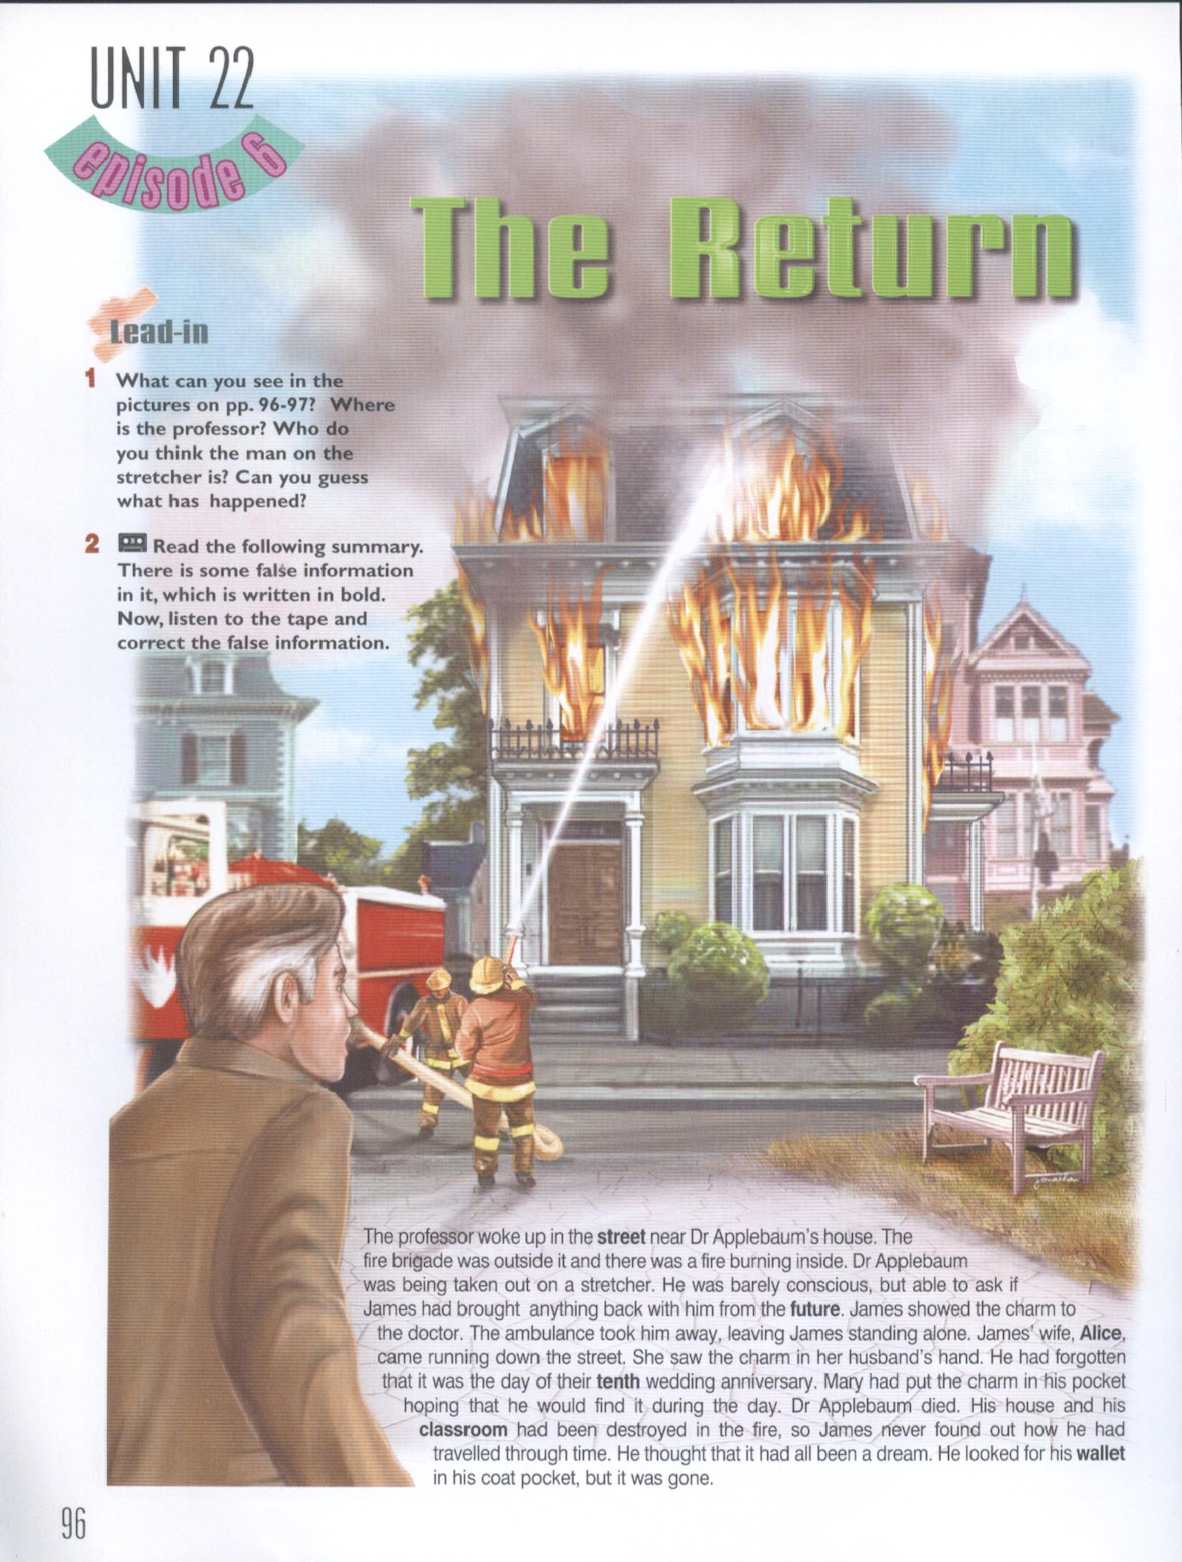 UNIT 22
episode 6
The Return
Lead-in
1 What can you see in the
pictures on pp. 96-97? Where
is the professor? Who do
you think the man on the
stretcher is? Can you guess
what has happened?
2 Read the following summary.
There is some false information
in it, which is written in bold.
Now, listen to the tape and
correct the false information.
The professor woke up in the street near Dr Applebaum's house. The
fire brigade was outside it and there was a fire burning inside. Dr Applebaum
was being taken out on a stretcher. He was barely conscious, but able to ask if
James had brought anything back with him from the future. James showed the charm to
the doctor. The ambulance took him away, leaving James standing alone. James' wife, Alice,
came running down the street. She saw the charm in her husband's hand. He had forgotten
that it was the day of their tenth wedding anniversary. Mary had put the charm in his pocket
hoping that he would find it during the day. Dr Applebaum died. His house and his
classroom had been destroyed in the fire, so James never found out how he had
travelled through time. He thought that it had all been a dream. He looked for his wallet
in his coat pocket, but it was gone.
96